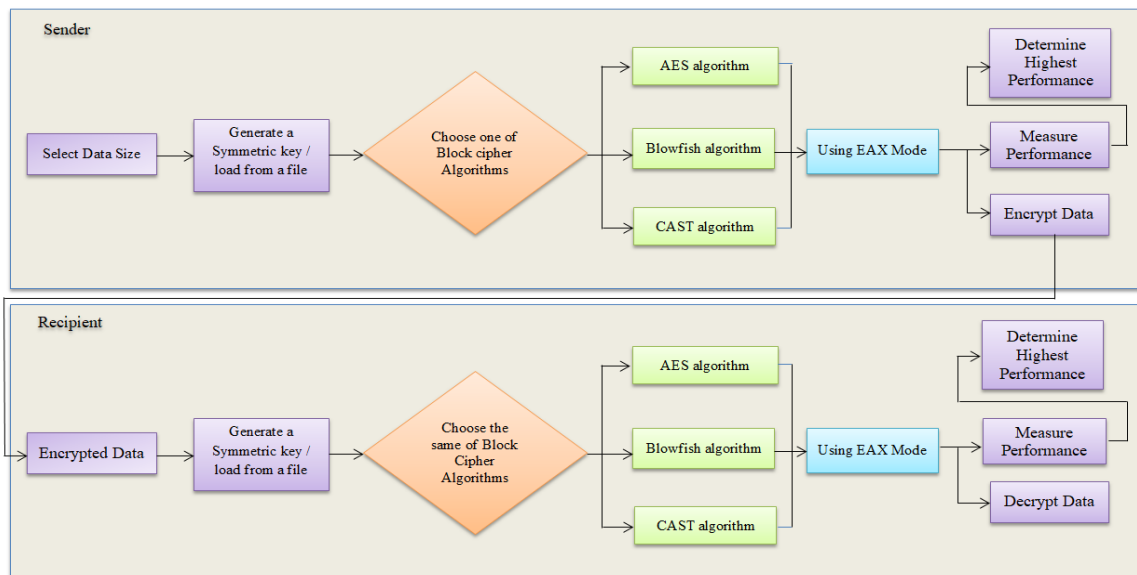 Sender
Select Data Size
Generate a
Symmetric key /
load from a file
Choose one of
Block cipher
Algorithms
AES algorithm
Blowfish algorithm
CAST algorithm
Using EAX Mode
Determine
Highest
Performance
Measure
Performance
Encrypt Data
Recipient
Encrypted Data
Generate a
Symmetric key /
load from a file
Choose the
same of Block
Cipher
Algorithms
AES algorithm
Blowfish algorithm
CAST algorithm
Using EAX Mode
Determine
Highest
Performance
Measure
Performance
Decrypt Data